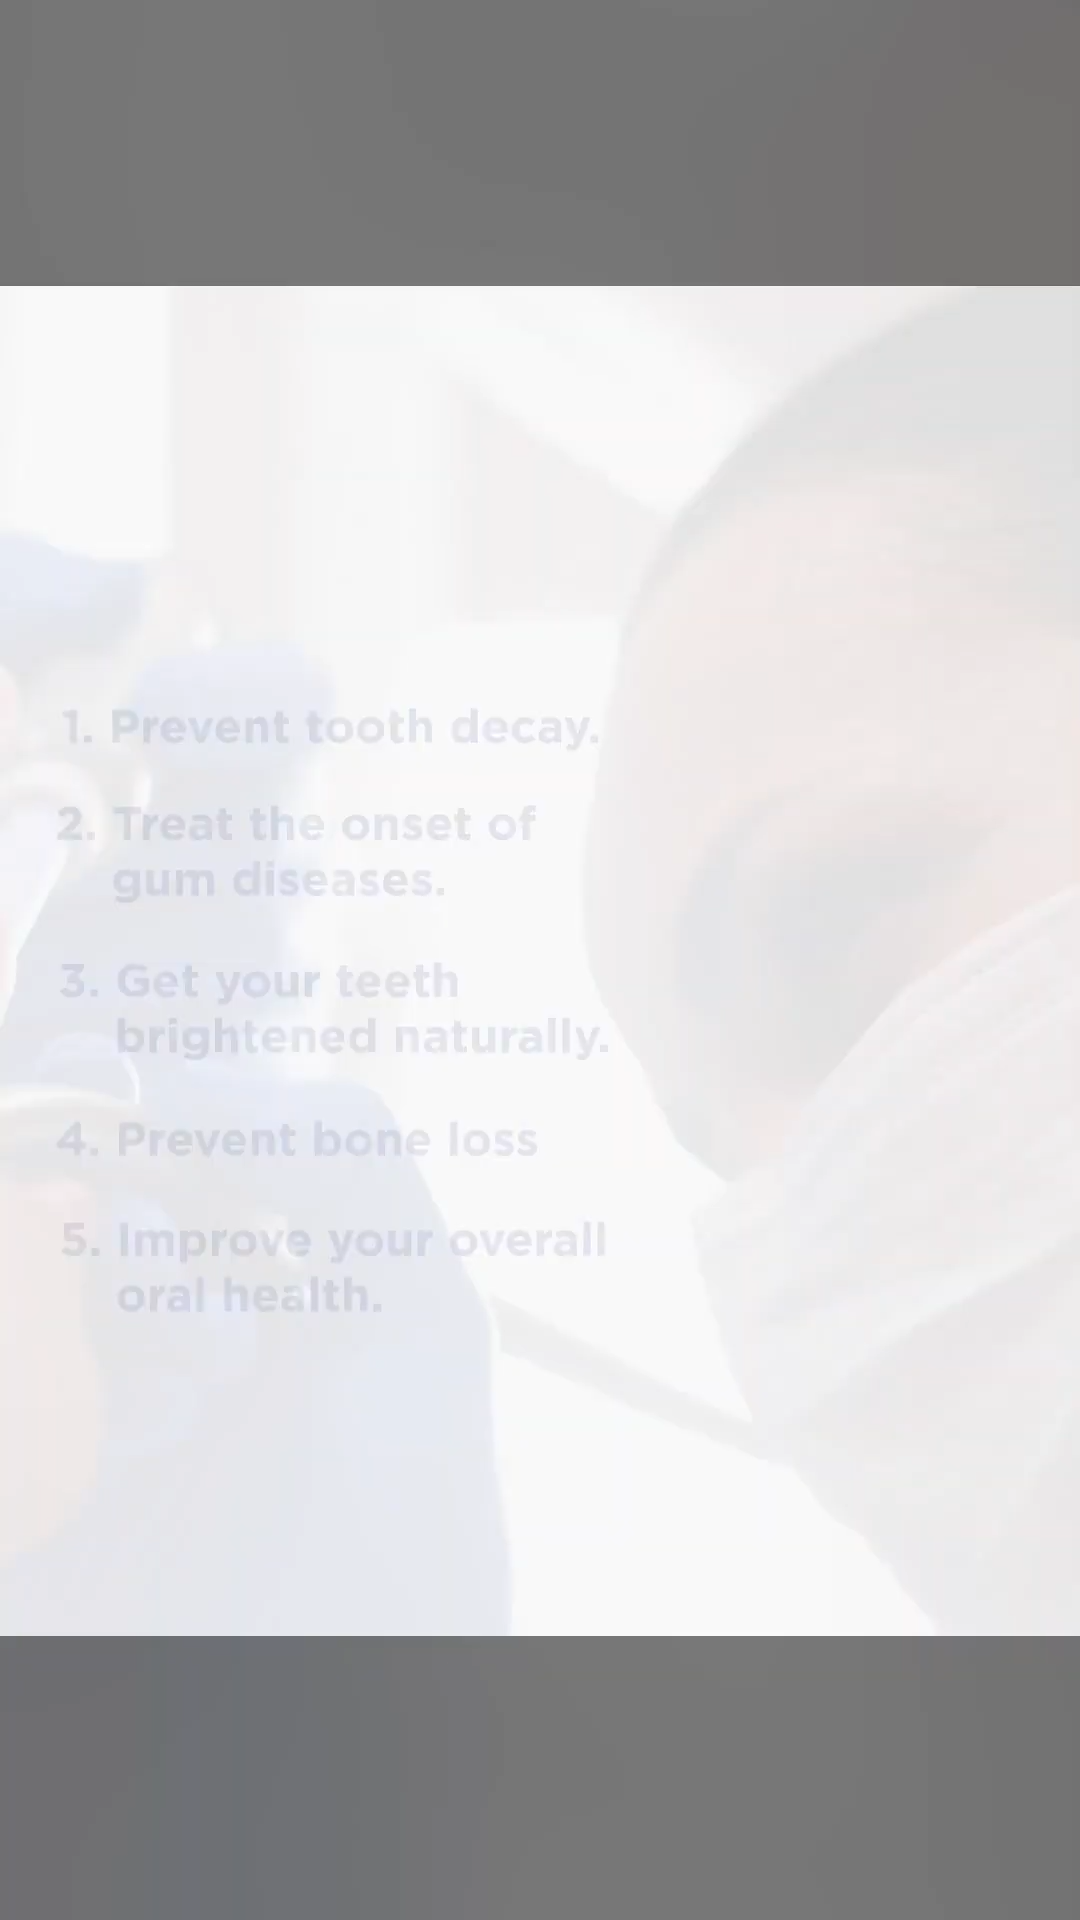 1. Prevent tooth decay.
2. Treat the onset of
gum diseases.
3. Get your teeth
brightened naturally.
4. Prevent bone loss
5. Improve your overall
oral health.